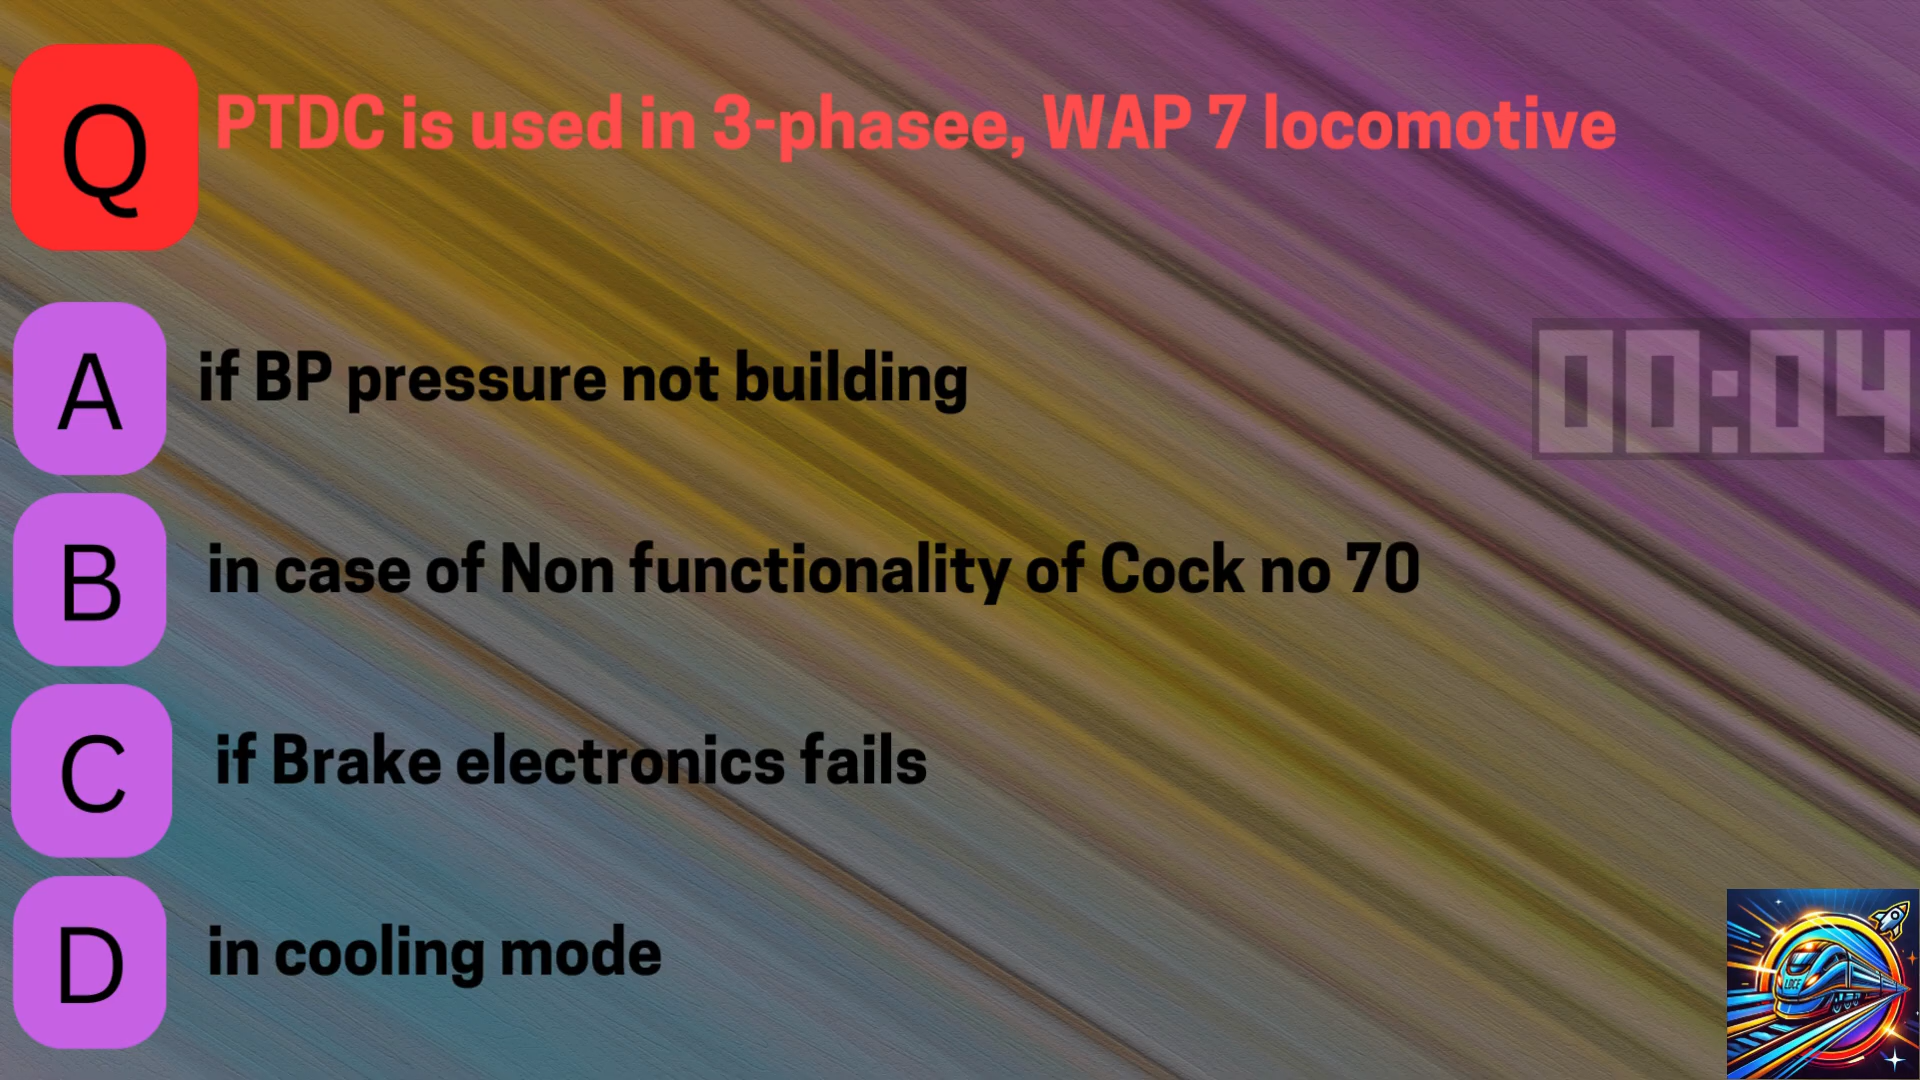 Q
PTDC is used in 3-phasee, WAP 7 locomotive
A
if BP pressure not building
00:04
B
in case of Non functionality of Cock no 70
C
if Brake electronics fails
D
in cooling mode
LDCE